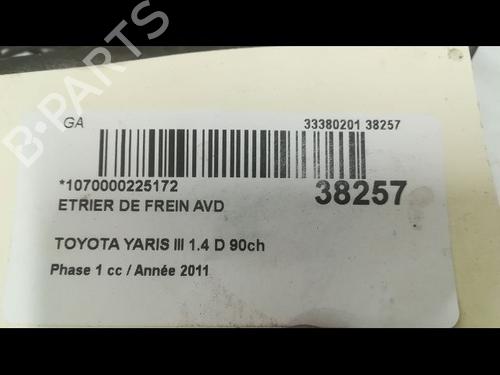 B-PARTS
GA
33380201 38257
*1070000225172
38257
ETRIER DE FREIN AVD
TOYOTA YARIS III 1.4 D 90ch
Phase 1 cc / Année 2011